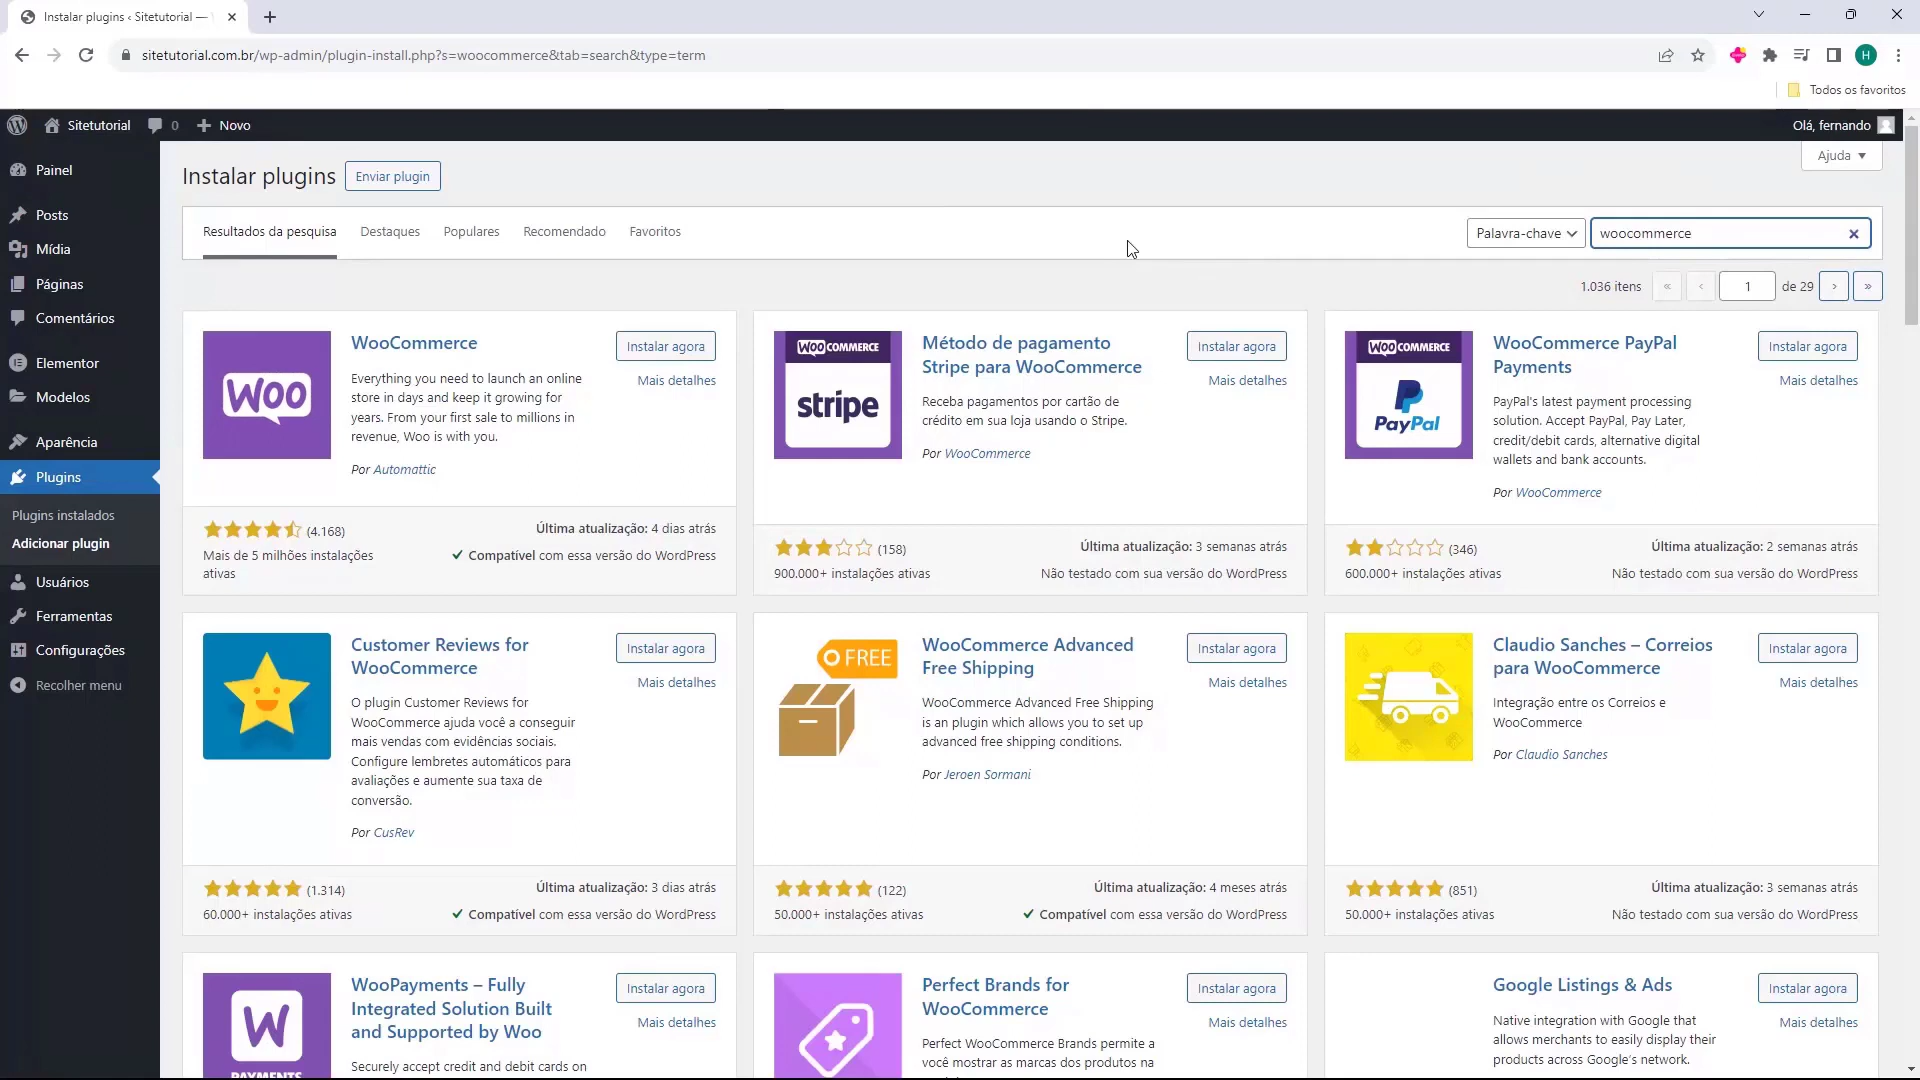 Instalar plugins ‹ Sitetutorial —
sitetutorial.com.br/wp-admin/plugin-install.php?s=woocommerce&tab=search&type=term
H
Todos os favoritos
Sitetutorial
0
Novo
Olá, fernando
Painel
Posts
Mídia
Páginas
Comentários
Elementor
Modelos
Aparência
Plugins
Plugins instalados
Adicionar plugin
Usuários
Ferramentas
Configurações
Recolher menu
Ajuda
Instalar plugins
Enviar plugin
Resultados da pesquisa
Destaques
Populares
Recomendado
Favoritos
Palavra-chave
woocommerce
1.036 itens
«
‹
1
de 29
›
»
WOO
WooCommerce
Instalar agora
Mais detalhes
Everything you need to launch an online
store in days and keep it growing for
years. From your first sale to millions in
revenue, Woo is with you.
Por Automattic
(4.168)
Mais de 5 milhões instalações
ativas
Última atualização: 4 dias atrás
Compatível com essa versão do WordPress
WOO COMMERCE
stripe
Método de pagamento
Stripe para WooCommerce
Instalar agora
Mais detalhes
Receba pagamentos por cartão de
crédito em sua loja usando o Stripe.
Por WooCommerce
(158)
900.000+ instalações ativas
Última atualização: 3 semanas atrás
Não testado com sua versão do WordPress
WOO COMMERCE
PayPal
WooCommerce PayPal
Payments
Instalar agora
Mais detalhes
PayPal's latest payment processing
solution. Accept PayPal, Pay Later,
credit/debit cards, alternative digital
wallets and bank accounts.
Por WooCommerce
(346)
600.000+ instalações ativas
Última atualização: 2 semanas atrás
Não testado com sua versão do WordPress
Customer Reviews for
WooCommerce
Instalar agora
Mais detalhes
O plugin Customer Reviews for
WooCommerce ajuda você a conseguir
mais vendas com evidências sociais.
Configure lembretes automáticos para
avaliações e aumente sua taxa de
conversão.
Por CusRev
(1.314)
60.000+ instalações ativas
Última atualização: 3 dias atrás
Compatível com essa versão do WordPress
FREE
WooCommerce Advanced
Free Shipping
Instalar agora
Mais detalhes
WooCommerce Advanced Free Shipping
is an plugin which allows you to set up
advanced free shipping conditions.
Por Jeroen Sormani
(122)
50.000+ instalações ativas
Última atualização: 4 meses atrás
Compatível com essa versão do WordPress
Claudio Sanches – Correios
para WooCommerce
Instalar agora
Mais detalhes
Integração entre os Correios e
WooCommerce
Por Claudio Sanches
(851)
50.000+ instalações ativas
Última atualização: 3 semanas atrás
Não testado com sua versão do WordPress
W
PAYMENTS
WooPayments – Fully
Integrated Solution Built
and Supported by Woo
Instalar agora
Mais detalhes
Securely accept credit and debit cards on
Perfect Brands for
WooCommerce
Instalar agora
Mais detalhes
Perfect WooCommerce Brands permite a
você mostrar as marcas dos produtos na
Google Listings & Ads
Instalar agora
Mais detalhes
Native integration with Google that
allows merchants to easily display their
products across Google's network.